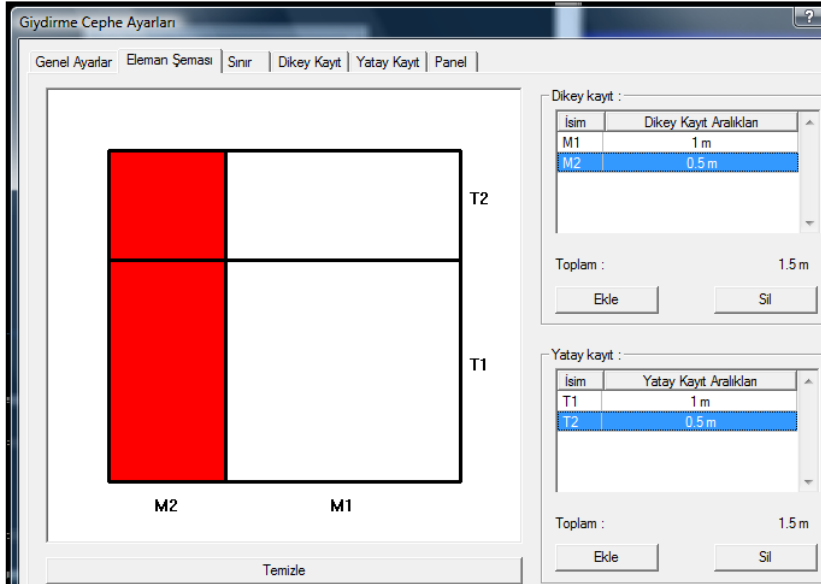 Giydirme Cephe Ayarları
?
Genel Ayarlar Eleman Şeması Sınır Dikey Kayıt Yatay Kayıt Panel
T2
T1
M2 M1
Temizle
Dikey kayıt :
İsim Dikey Kayıt Aralıkları
M1 1 m
M2 0.5 m
Toplam : 1.5 m
Ekle Sil
Yatay kayıt :
İsim Yatay Kayıt Aralıkları
T1 1 m
T2 0.5 m
Toplam : 1.5 m
Ekle Sil